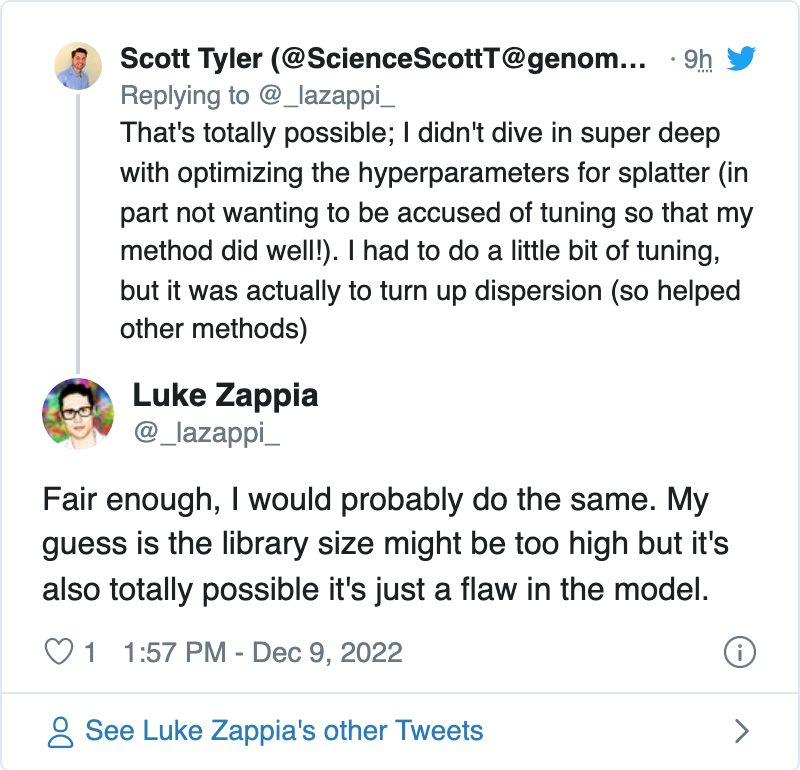 Scott Tyler (@ScienceScottT@genom... · 9h
Replying to @_lazappi_
That's totally possible; I didn't dive in super deep
with optimizing the hyperparameters for splatter (in
part not wanting to be accused of tuning so that my
method did well!). I had to do a little bit of tuning,
but it was actually to turn up dispersion (so helped
other methods)
Luke Zappia
@_lazappi_
Fair enough, I would probably do the same. My
guess is the library size might be too high but it's
also totally possible it's just a flaw in the model.
1 1:57 PM - Dec 9, 2022
See Luke Zappia's other Tweets